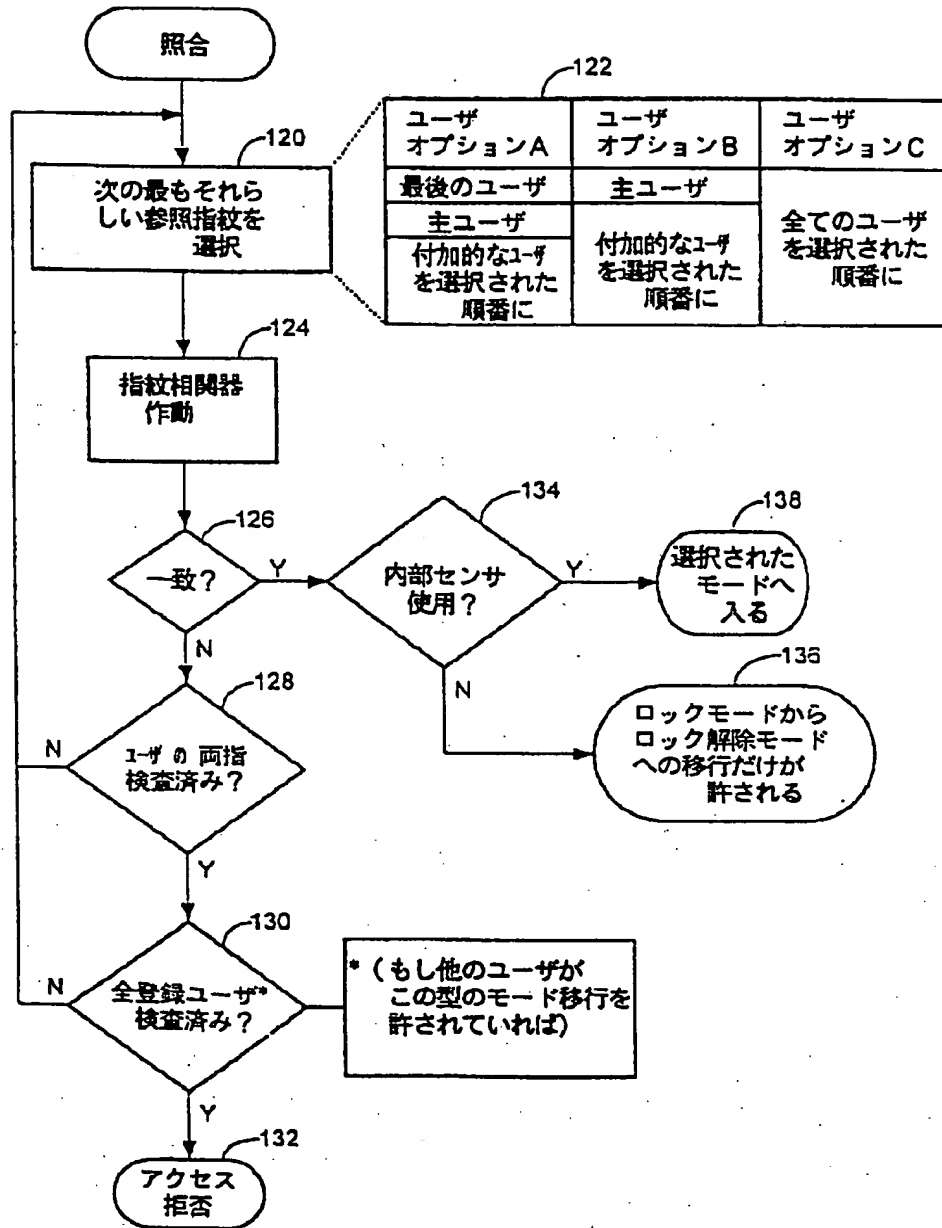 照合
120
次の最もそれら
しい参照指紋を
選択
122
ユーザ
オプションA
ユーザ
オプションB
ユーザ
オプションC
最後のユーザ
主ユーザ
付加的なユーザ
を選択された
順番に
主ユーザ
付加的なユーザ
を選択された
順番に
全てのユーザ
を選択された
順番に
124
指紋相関器
作動
126
一致？
Y
N
134
内部センサ
使用？
Y
N
138
選択された
モードへ
入る
136
ロックモードから
ロック解除モード
への移行だけが
許される
128
ユーザの両指
検査済み？
N
Y
130
全登録ユーザ*
検査済み？
N
Y
*（もし他のユーザが
この型のモード移行を
許されていれば）
132
アクセス
拒否